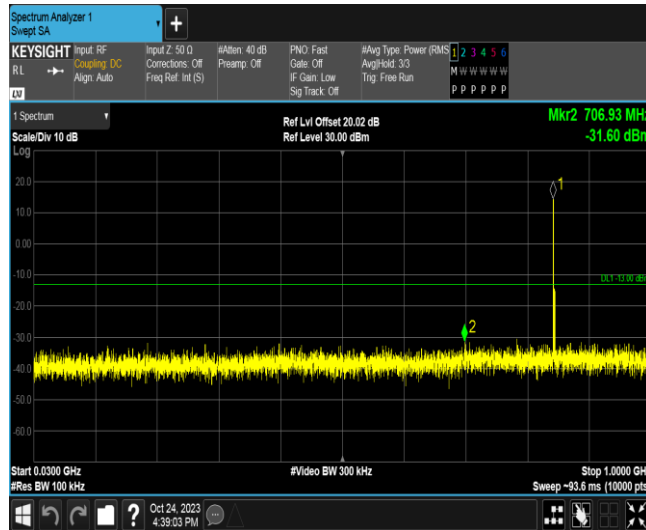 Spectrum Analyzer 1
Swept SA
+
KEYSIGHT
RL
LXI
Input: RF
Coupling: DC
Align: Auto
Input Z: 50 Ω
Corrections: Off
Freq Ref: Int (S)
#Atten: 40 dB
Preamp: Off
PNO: Fast
Gate: Off
IF Gain: Low
Sig Track: Off
#Avg Type: Power (RMS
Avg|Hold: 3/3
Trig: Free Run
1 2 3 4 5 6
M W W W W W
P P P P P P
1 Spectrum
Scale/Div 10 dB
Log
Ref Lvl Offset 20.02 dB
Ref Level 30.00 dBm
Mkr2 706.93 MHz
-31.60 dBm
1
20.0
10.0
0.00
-10.0
DL1 -13.00 dB
-20.0
2
-30.0
-40.0
-50.0
-60.0
Start 0.0300 GHz
#Res BW 100 kHz
#Video BW 300 kHz
Stop 1.0000 GH
Sweep ~93.6 ms (10000 pts
?
Oct 24, 2023
4:39:03 PM